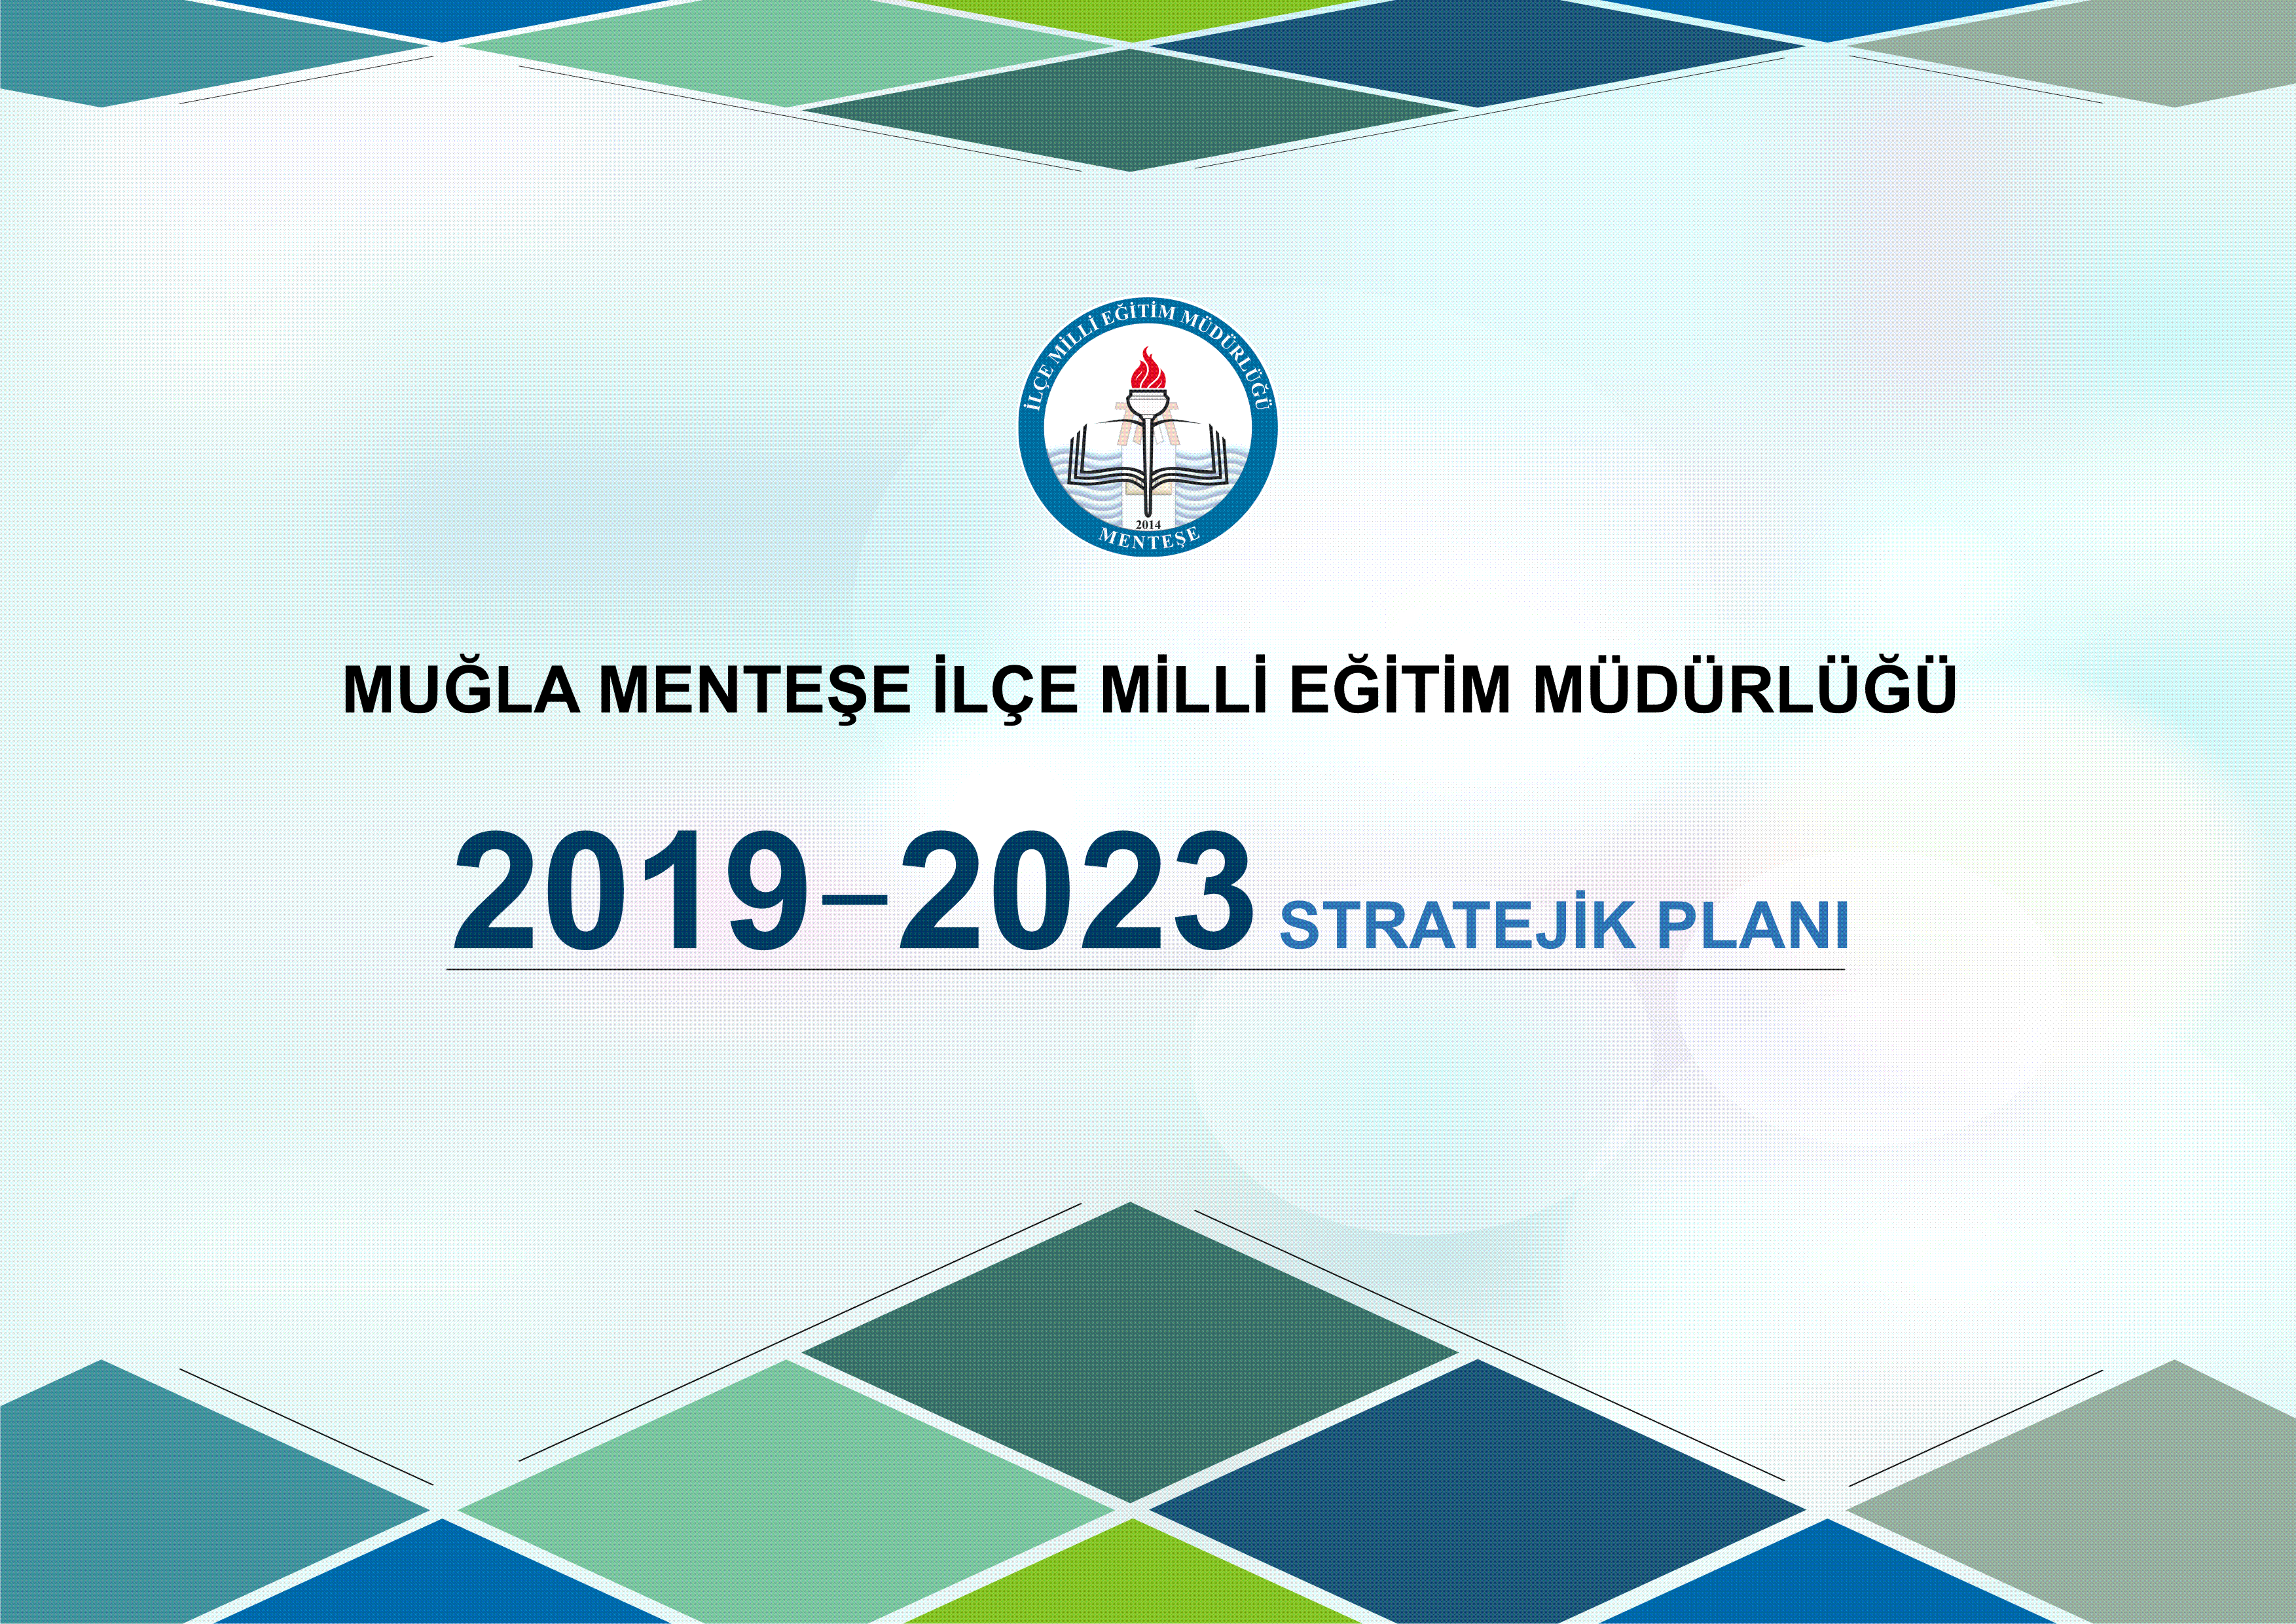 İLÇE MİLLİ EĞİTİM MÜDÜRLÜĞÜ
2014
MENTEŞE
MUĞLA MENTEŞE İLÇE MİLLİ EĞİTİM MÜDÜRLÜĞÜ
2019–2023 STRATEJİK PLANI